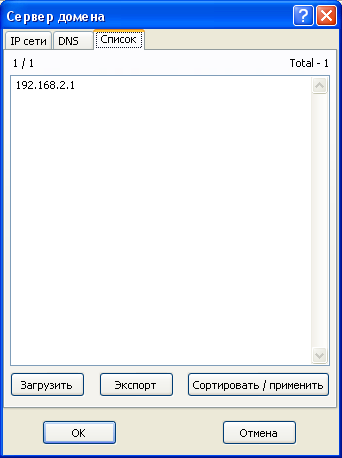 Сервер домена
IP сети DNS Список
1 / 1 Total - 1
192.168.2.1
Загрузить Экспорт Сортировать / применить
OK Отмена